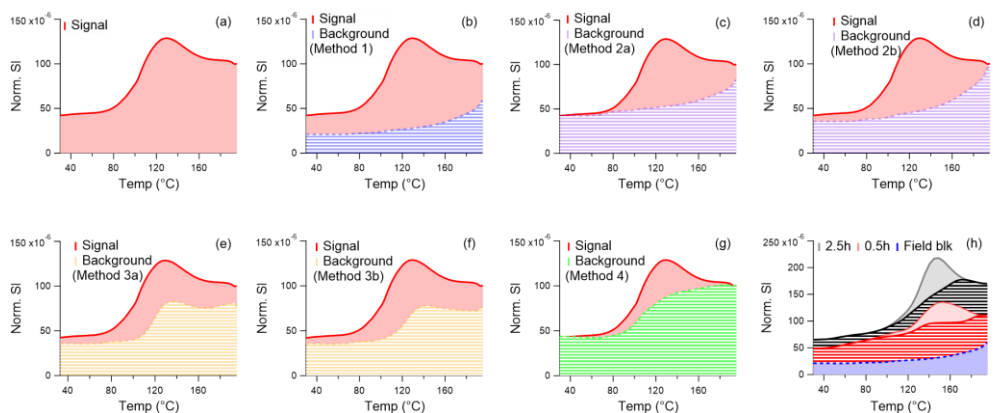 150 x10⁻⁶
Signal
(a)
Norm. SI
100
50
0
40
80
120
160
Temp (°C)
150 x10⁻⁶
Signal
Background
(Method 1)
(b)
Norm. SI
100
50
0
40
80
120
160
Temp (°C)
150 x10⁻⁶
Signal
Background
(Method 2a)
(c)
Norm. SI
100
50
0
40
80
120
160
Temp (°C)
150 x10⁻⁶
Signal
Background
(Method 2b)
(d)
Norm. SI
100
50
0
40
80
120
160
Temp (°C)
150 x10⁻⁶
Signal
Background
(Method 3a)
(e)
Norm. SI
100
50
0
40
80
120
160
Temp (°C)
150 x10⁻⁶
Signal
Background
(Method 3b)
(f)
Norm. SI
100
50
0
40
80
120
160
Temp (°C)
150 x10⁻⁶
Signal
Background
(Method 4)
(g)
Norm. SI
100
50
0
40
80
120
160
Temp (°C)
250 x10⁻⁶
2.5h
0.5h
Field blk
(h)
Norm. SI
200
150
100
50
0
40
80
120
160
Temp (°C)